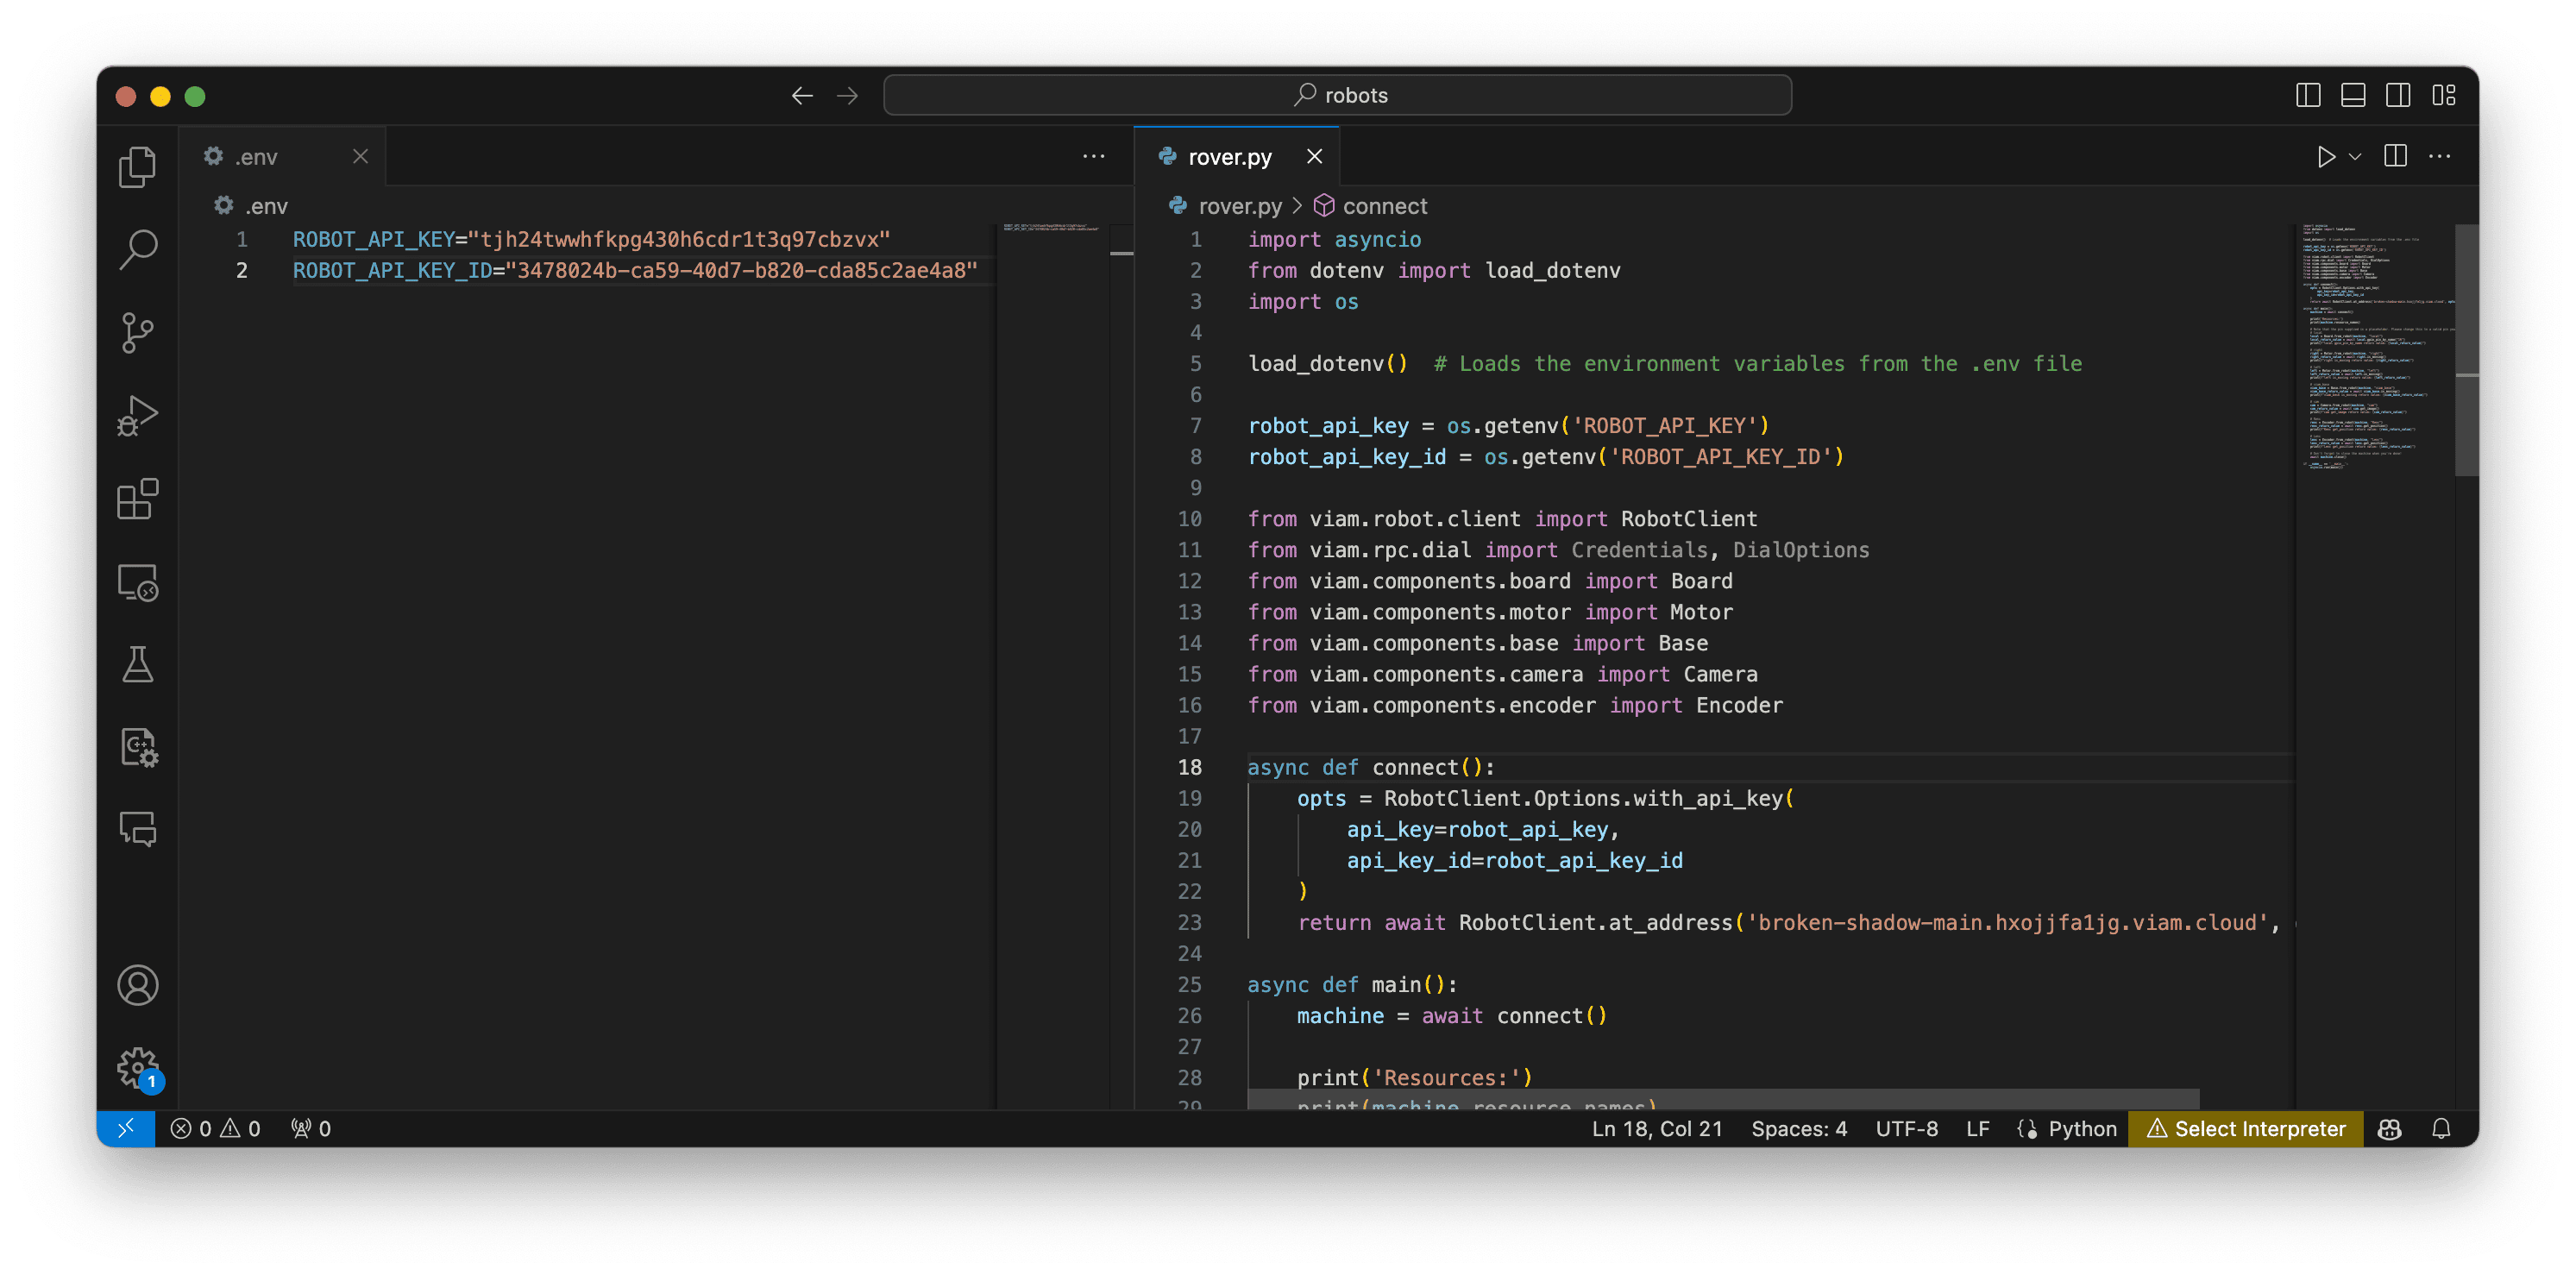 robots
.env
.env
1 ROBOT_API_KEY="tjh24twwhfkpg430h6cdr1t3q97cbzvx"
2 ROBOT_API_KEY_ID="3478024b-ca59-40d7-b820-cda85c2ae4a8"
rover.py
rover.py > connect
1 import asyncio
2 from dotenv import load_dotenv
3 import os
4
5 load_dotenv()  # Loads the environment variables from the .env file
6
7 robot_api_key = os.getenv('ROBOT_API_KEY')
8 robot_api_key_id = os.getenv('ROBOT_API_KEY_ID')
9
10 from viam.robot.client import RobotClient
11 from viam.rpc.dial import Credentials, DialOptions
12 from viam.components.board import Board
13 from viam.components.motor import Motor
14 from viam.components.base import Base
15 from viam.components.camera import Camera
16 from viam.components.encoder import Encoder
17
18 async def connect():
19     opts = RobotClient.Options.with_api_key(
20         api_key=robot_api_key,
21         api_key_id=robot_api_key_id
22     )
23     return await RobotClient.at_address('broken-shadow-main.hxojjfa1jg.viam.cloud',
24
25 async def main():
26     machine = await connect()
27
28     print('Resources:')
29     print(machine.resource_names)
1
0 0 0
Ln 18, Col 21 Spaces: 4 UTF-8 LF Python Select Interpreter